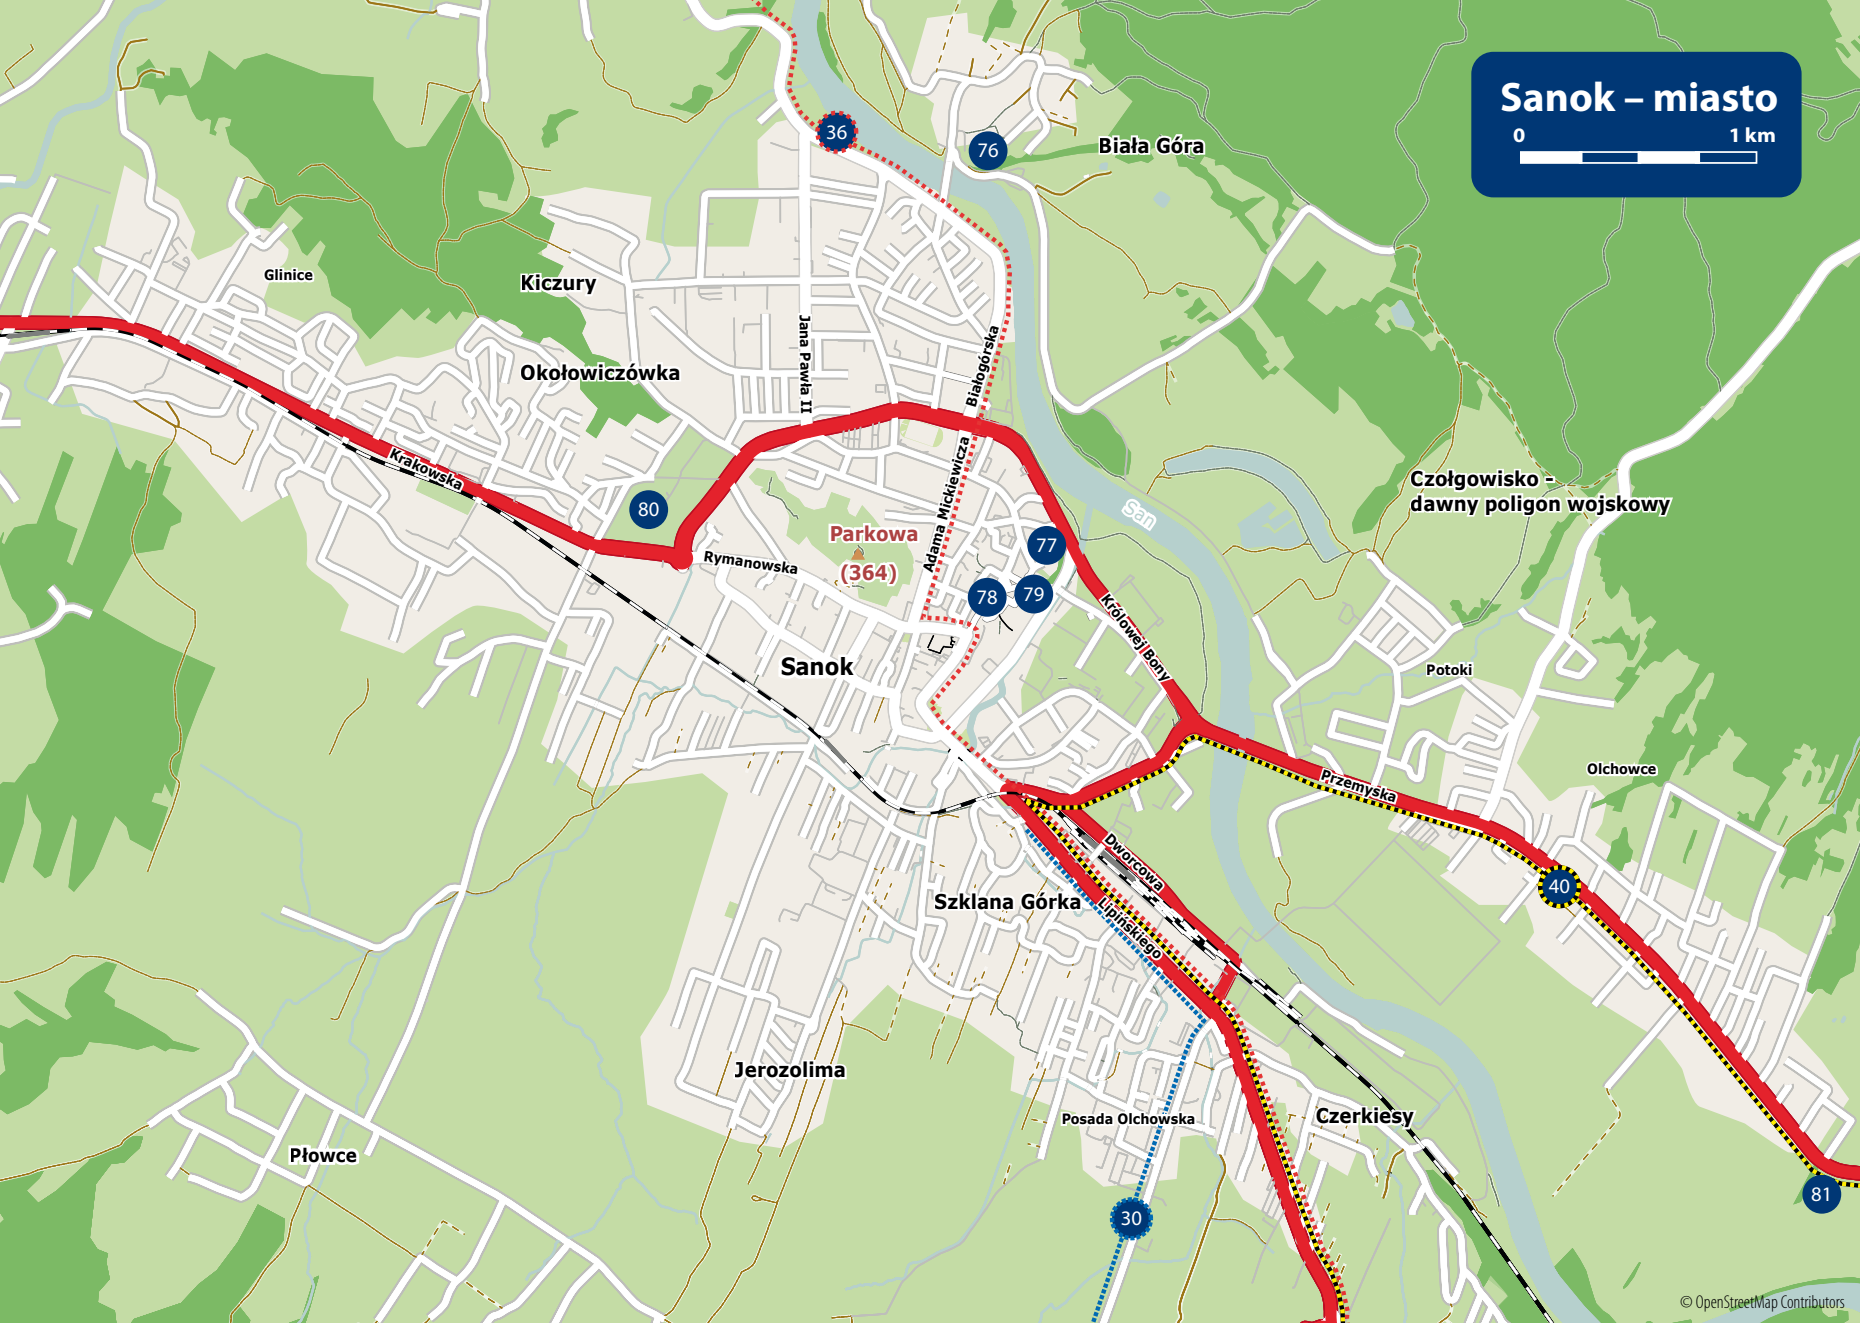 Sanok – miasto
0 1 km
36
76
Biała Góra
Glinice
Kiczury
Okołowiczówka
Jana Pawła II
Białogórska
Krakowska
80
Adama Mickiewicza
San
Czołgowisko -
dawny poligon wojskowy
Parkowa
(364)
Rymanowska
77
78
79
Królowej Bony
Sanok
Potoki
Olchowce
Przemyska
Dworcowa
40
Szklana Górka
Lipińskiego
Jerozolima
Posada Olchowska
Czerkiesy
Płowce
30
81
© OpenStreetMap Contributors